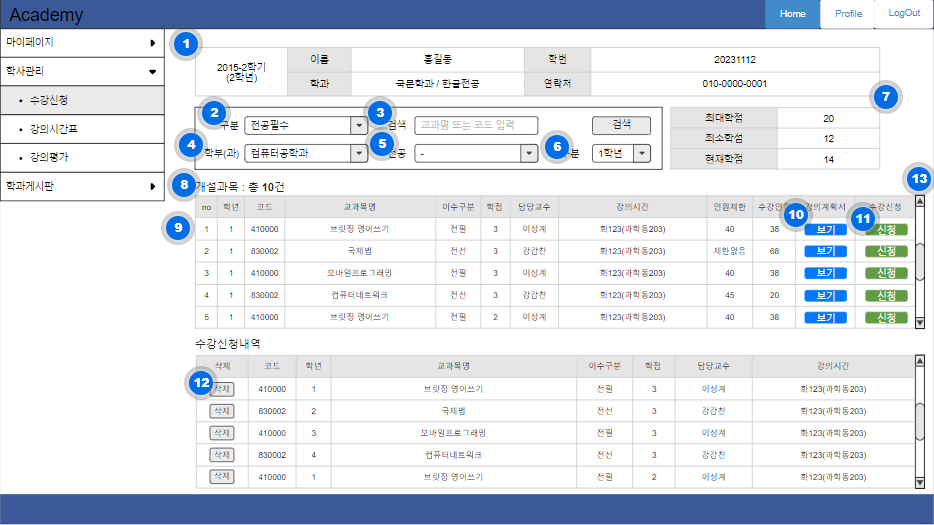 Academy
Home Profile LogOut
마이페이지
학사관리
• 수강신청
• 강의시간표
• 강의평가
학과게시판
1
2015-2학기
(2학년)
이름 홍길동 학번 20231112
학과 국문학과 / 한글전공 연락처 010-0000-0001
2 구분 전공필수 3 검색 교과명 또는 코드 입력 검색
4 학부(과) 컴퓨터공학과 5 전공 - 6 분 1학년
7
최대학점 20
최소학점 12
현재학점 14
8 개설과목 : 총 10건 13
no 학년 코드 교과목명 이수구분 학점 담당교수 강의시간 인원제한 수강인원 강의계획서 수강신청
9 10 11
1 1 410000 브릿징 영어쓰기 전필 3 이성계 화123(과학동203) 40 38 보기 신청
2 1 830002 국제법 전선 3 강감찬 화123(과학동203) 제한없음 68 보기 신청
3 1 410000 모바일프로그래밍 전필 3 이성계 화123(과학동203) 40 38 보기 신청
4 1 830002 컴퓨터네트워크 전선 3 강감찬 화123(과학동203) 45 20 보기 신청
5 1 410000 브릿징 영어쓰기 전필 2 이성계 화123(과학동203) 40 38 보기 신청
수강신청내역
삭제 코드 학년 교과목명 이수구분 학점 담당교수 강의시간
12 삭제 410000 1 브릿징 영어쓰기 전필 3 이성계 화123(과학동203)
삭제 830002 2 국제법 전선 3 강감찬 화123(과학동203)
삭제 410000 3 모바일프로그래밍 전필 3 이성계 화123(과학동203)
삭제 830002 4 컴퓨터네트워크 전선 3 강감찬 화123(과학동203)
삭제 410000 1 브릿징 영어쓰기 전필 2 이성계 화123(과학동203)